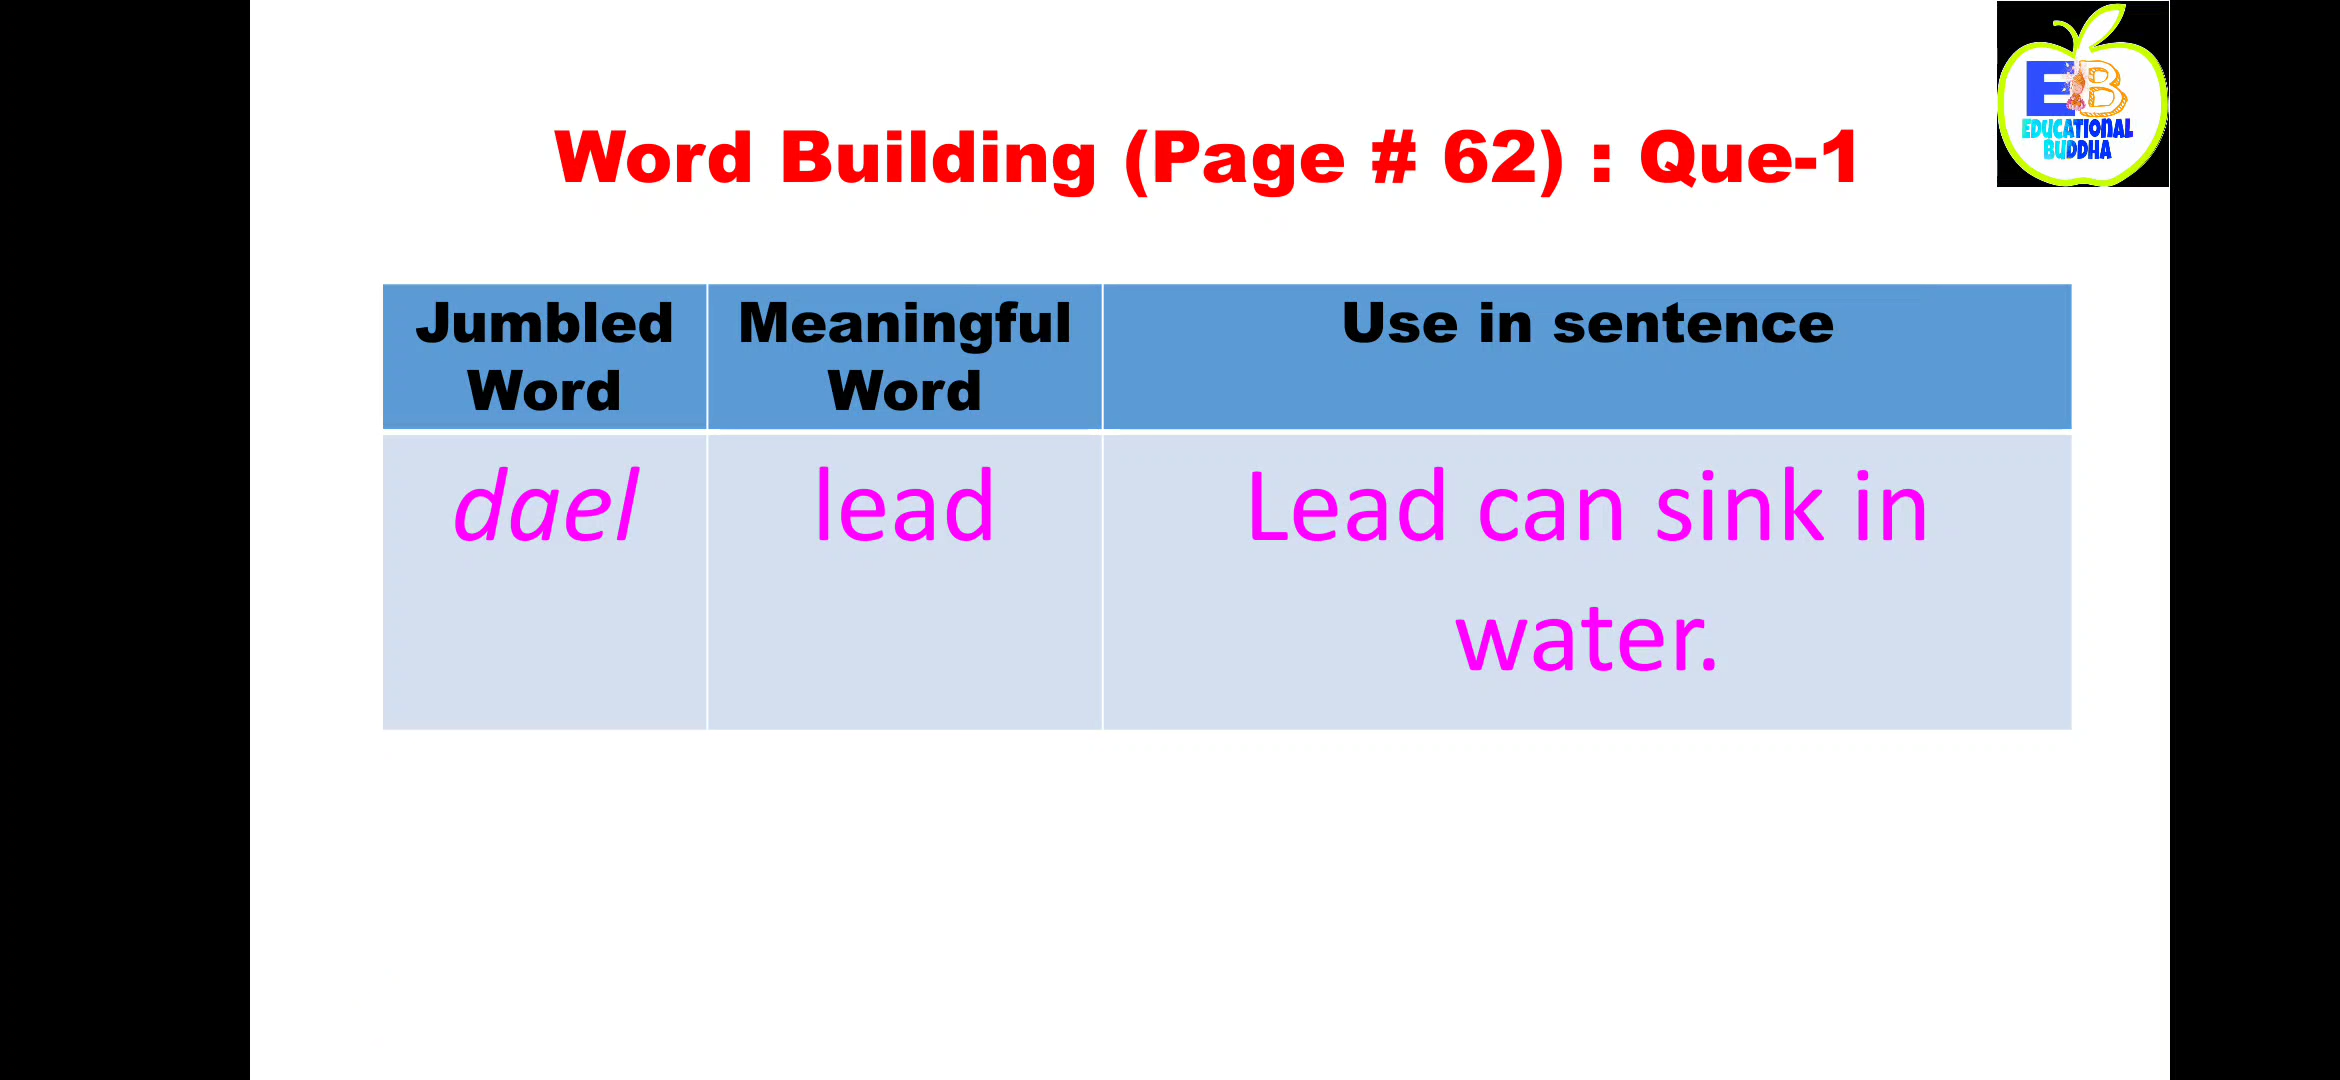 EB
EDUCATIONAL
BUDDHA
Word Building (Page # 62) : Que-1
Jumbled
Word
Meaningful
Word
Use in sentence
dael
lead
Lead can sink in
water.